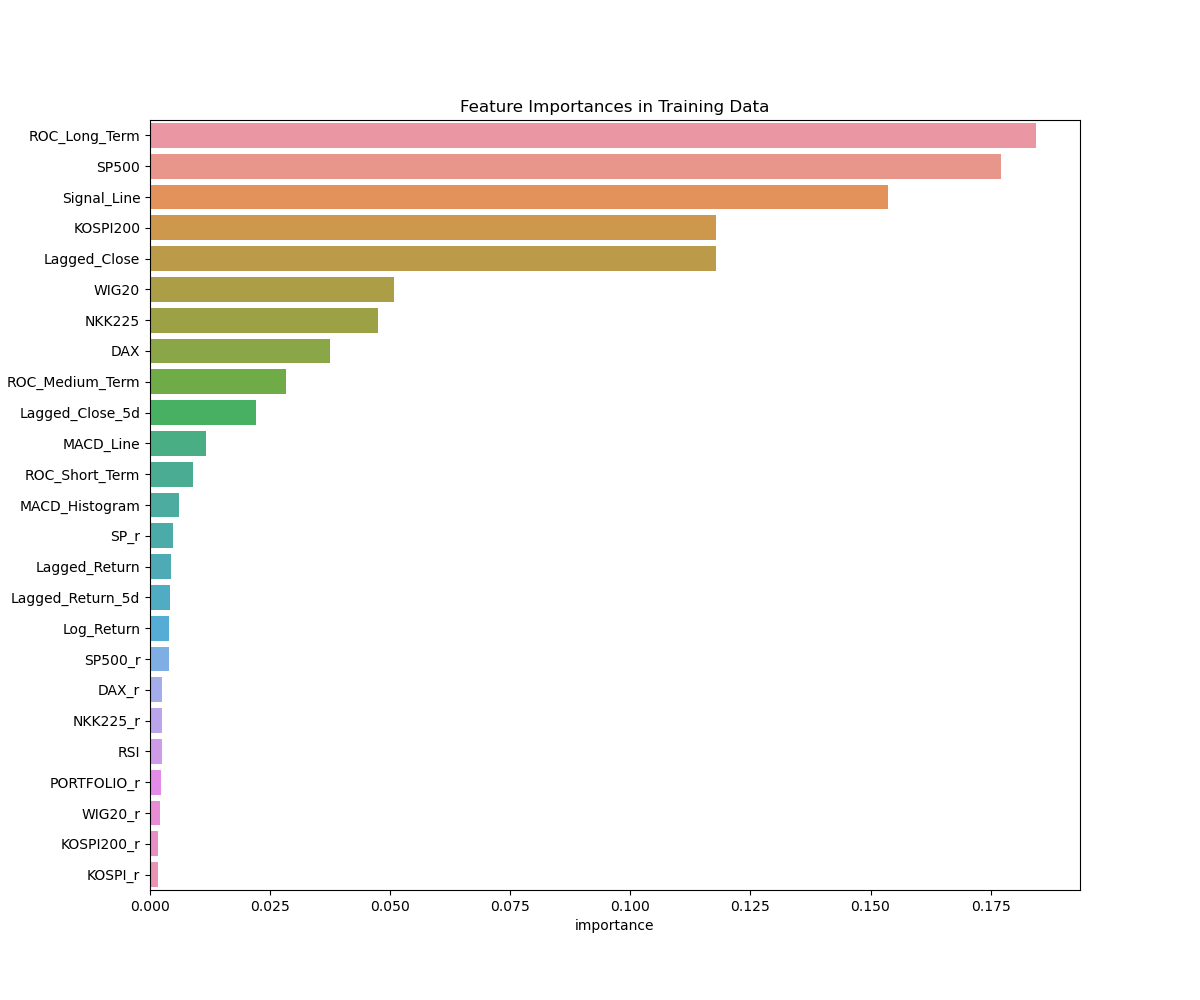 Feature Importances in Training Data
ROC_Long_Term
SP500
Signal_Line
KOSPI200
Lagged_Close
WIG20
NKK225
DAX
ROC_Medium_Term
Lagged_Close_5d
MACD_Line
ROC_Short_Term
MACD_Histogram
SP_r
Lagged_Return
Lagged_Return_5d
Log_Return
SP500_r
DAX_r
NKK225_r
RSI
PORTFOLIO_r
WIG20_r
KOSPI200_r
KOSPI_r
0.000 0.025 0.050 0.075 0.100 0.125 0.150 0.175
importance